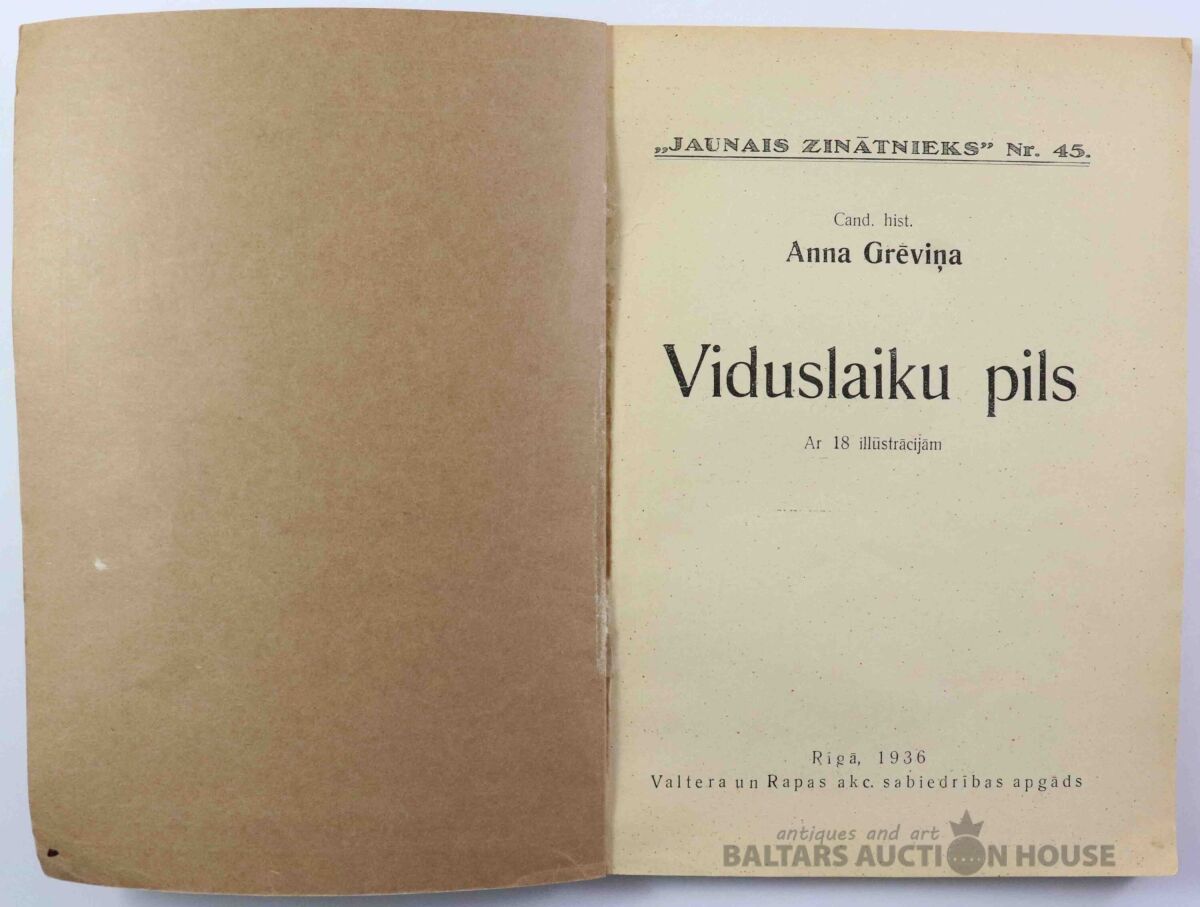 „JAUNAIS ZINĀTNIEKS” Nr. 45.
Cand. hist.
Anna Grēviņa
Viduslaiku pils
Ar 18 illūstrācijām
Rīgā, 1936
Valtera un Rapas akc. sabiedrības apgāds
antiques and art
BALTARS AUCTION HOUSE